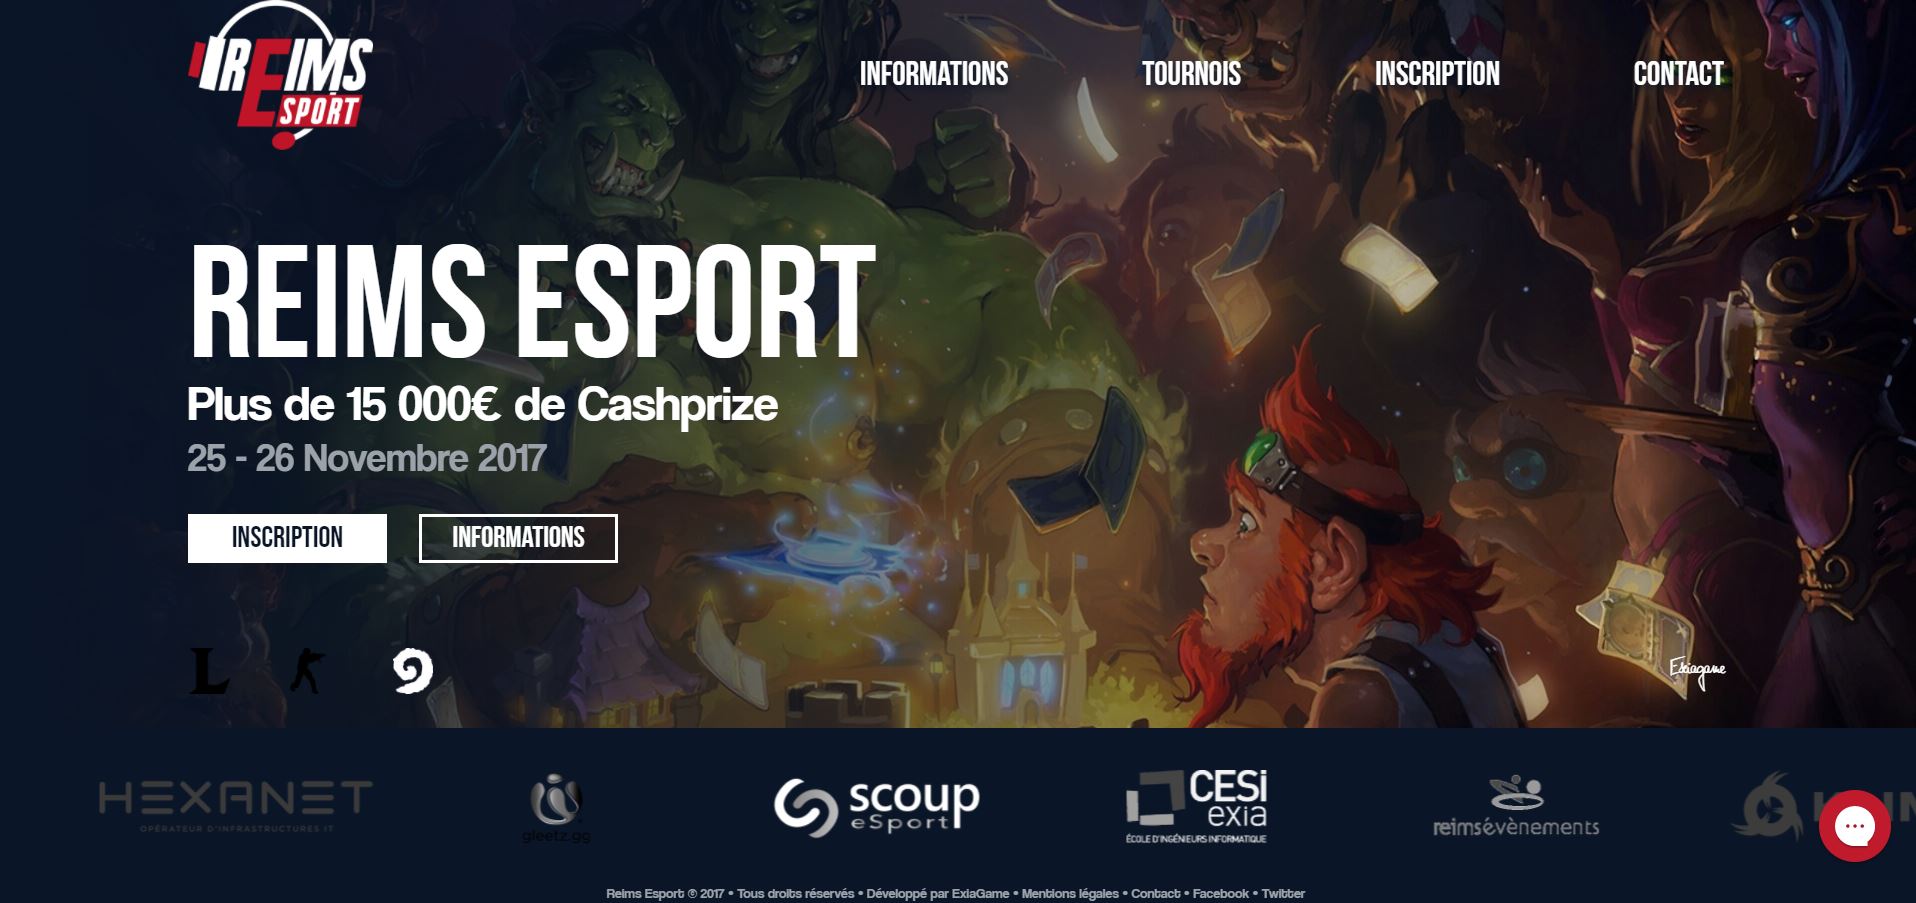 REIMS
ESPORT
INFORMATIONS
TOURNOIS
INSCRIPTION
CONTACT
REIMS ESPORT
Plus de 15 000€ de Cashprize
25 - 26 Novembre 2017
INSCRIPTION
INFORMATIONS
L
Exiagame
HEXANET
OPÉRATEUR D'INFRASTRUCTURES IT
gleetz.gg
scoup
eSport
CESi
exia
ÉCOLE D'INGÉNIEURS INFORMATIQUE
reimsévènements
Reims Esport © 2017 • Tous droits réservés • Développé par ExiaGame • Mentions légales • Contact • Facebook • Twitter